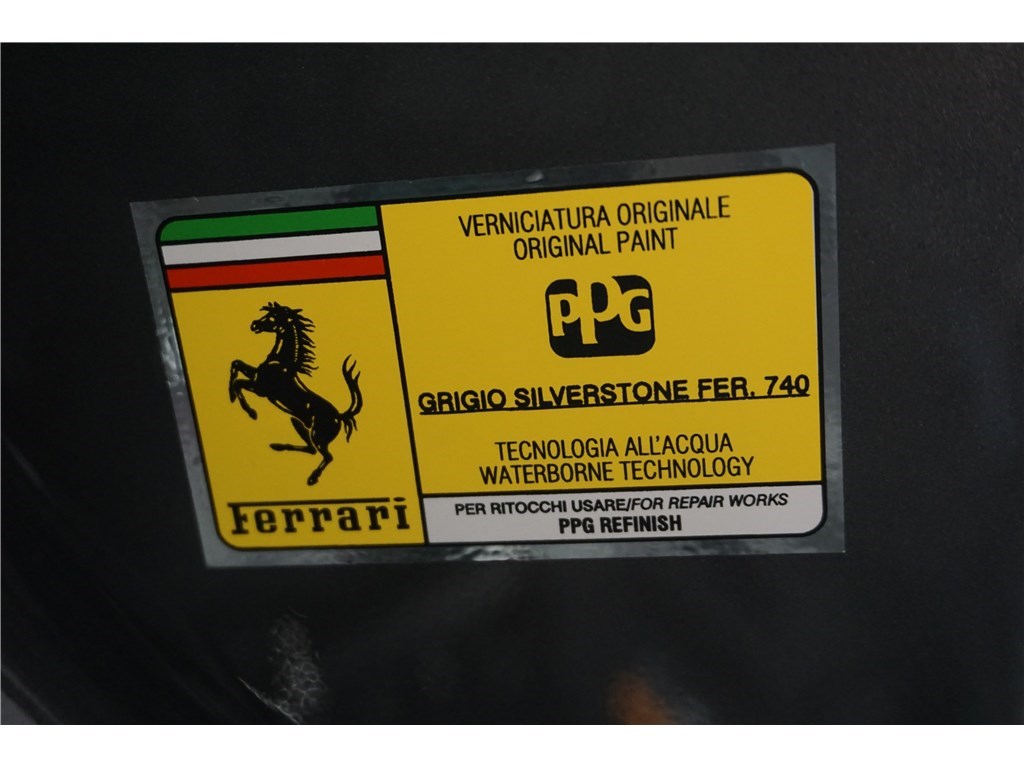 VERNICIATURA ORIGINALE
ORIGINAL PAINT
PPG
GRIGIO SILVERSTONE FER. 740
TECNOLOGIA ALL'ACQUA
WATERBORNE TECHNOLOGY
PER RITOCCHI USARE/FOR REPAIR WORKS
PPG REFINISH
Ferrari